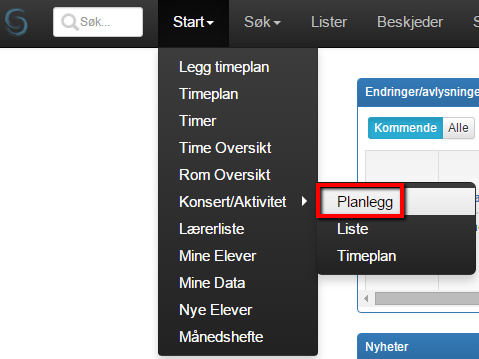 Søk... Start Søk Lister Beskjeder
Legg timeplan
Timeplan
Timer
Time Oversikt
Rom Oversikt
Konsert/Aktivitet
Lærerliste
Mine Elever
Mine Data
Nye Elever
Månedshefte
Planlegg
Liste
Timeplan
Endringer/avlysninge
Kommende Alle
Nyheter